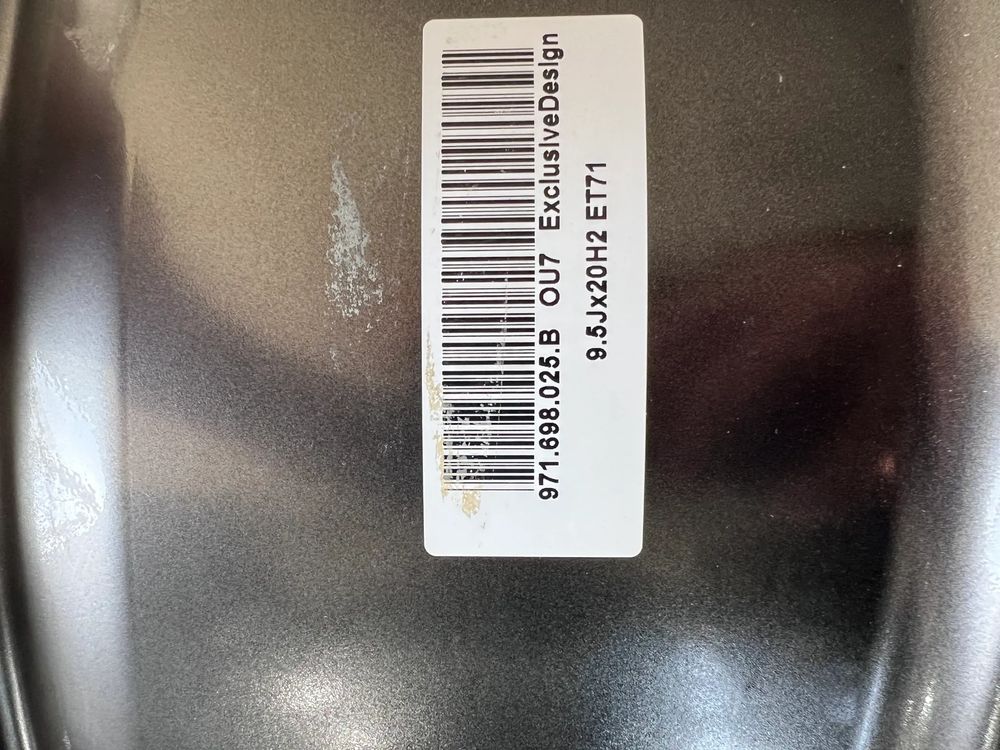 971.698.025.B OU7 ExclusiveDesign
9.5Jx20H2 ET71